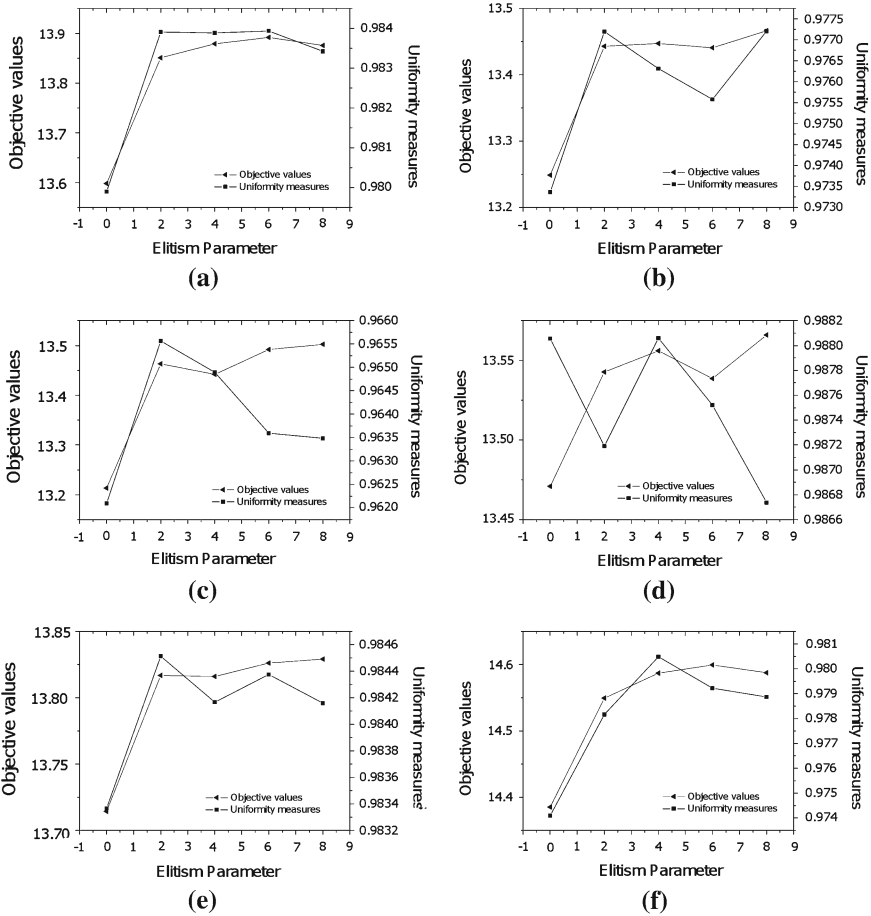 Objective values
13.9
13.8
13.7
13.6
0.984
0.983
0.982
0.981
0.980
Uniformity measures
Objective values
Uniformity measures
-1 0 1 2 3 4 5 6 7 8 9
Elitism Parameter
(a)
Objective values
13.5
13.4
13.3
13.2
0.9775
0.9770
0.9765
0.9760
0.9755
0.9750
0.9745
0.9740
0.9735
0.9730
Uniformity measures
Objective values
Uniformity measures
-1 0 1 2 3 4 5 6 7 8 9
Elitism Parameter
(b)
Objective values
13.5
13.4
13.3
13.2
0.9660
0.9655
0.9650
0.9645
0.9640
0.9635
0.9630
0.9625
0.9620
Uniformity measures
Objective values
Uniformity measures
-1 0 1 2 3 4 5 6 7 8 9
Elitism Parameter
(c)
Objective values
13.55
13.50
13.45
0.9882
0.9880
0.9878
0.9876
0.9874
0.9872
0.9870
0.9868
0.9866
Uniformity measures
Objective values
Uniformity measures
-1 0 1 2 3 4 5 6 7 8 9
Elitism Parameter
(d)
Objective values
13.85
13.80
13.75
13.70
0.9846
0.9844
0.9842
0.9840
0.9838
0.9836
0.9834
0.9832
Uniformity measures
Objective values
Uniformity measures
-1 0 1 2 3 4 5 6 7 8 9
Elitism Parameter
(e)
Objective values
14.6
14.5
14.4
0.981
0.980
0.979
0.978
0.977
0.976
0.975
0.974
Uniformity measures
Objective values
Uniformity measures
-1 0 1 2 3 4 5 6 7 8 9
Elitism Parameter
(f)